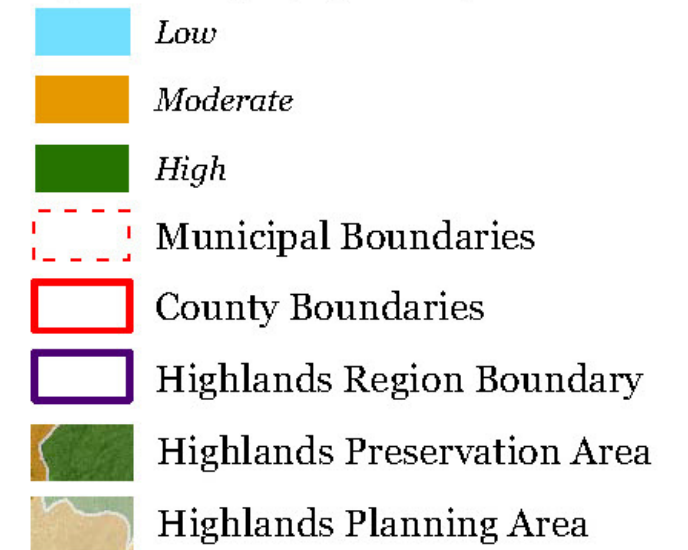 Low
Moderate
High
Municipal Boundaries
County Boundaries
Highlands Region Boundary
Highlands Preservation Area
Highlands Planning Area